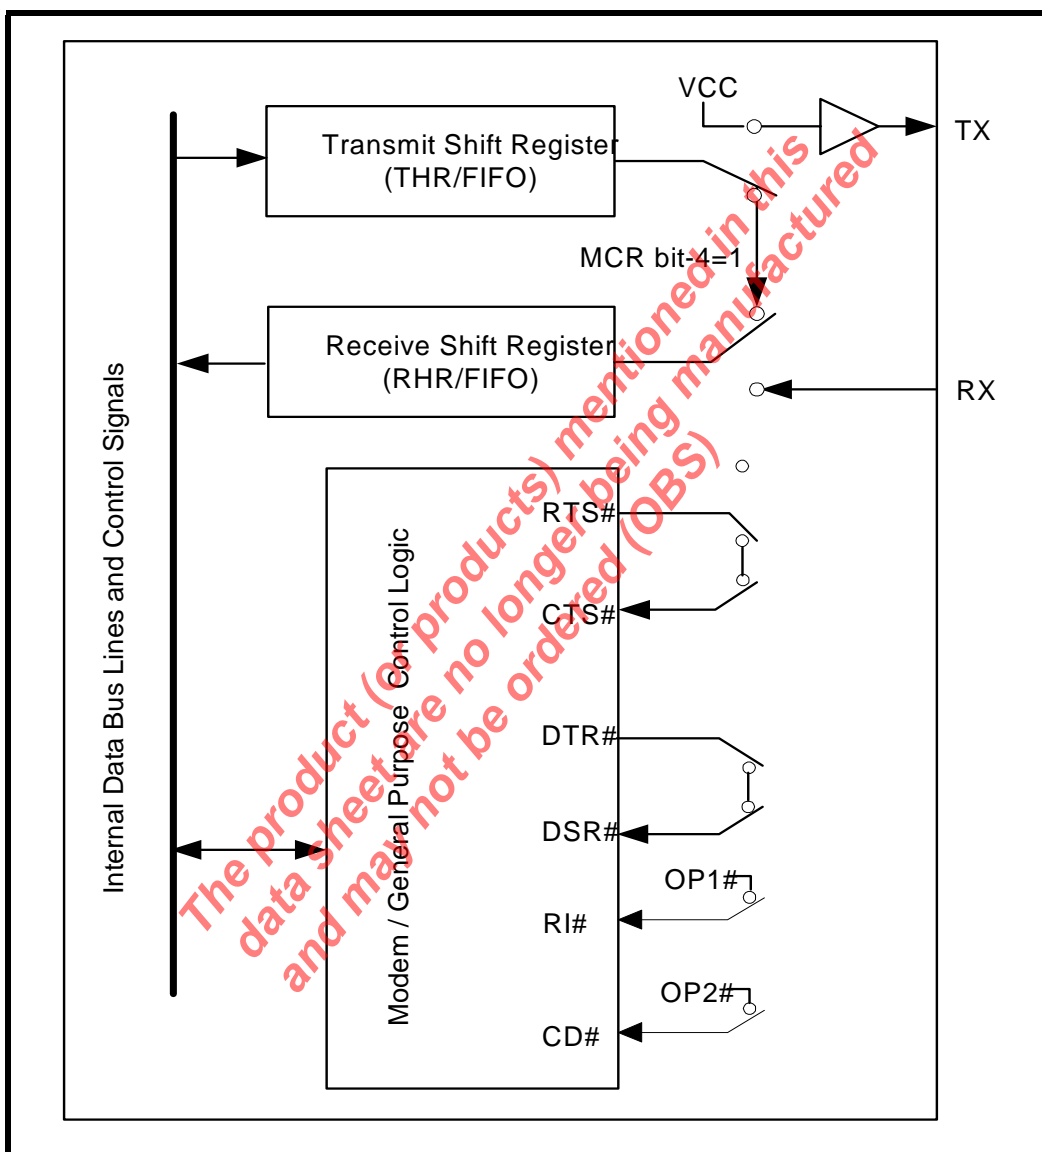 VCC
TX
Transmit Shift Register
(THR/FIFO)
MCR bit-4=1
Receive Shift Register
(RHR/FIFO)
RX
Internal Data Bus Lines and Control Signals
Modem / General Purpose Control Logic
RTS#
CTS#
DTR#
DSR#
OP1#
RI#
OP2#
CD#
The product (or products) mentioned in this
data sheet are no longer being manufactured
and may not be ordered (OBS)